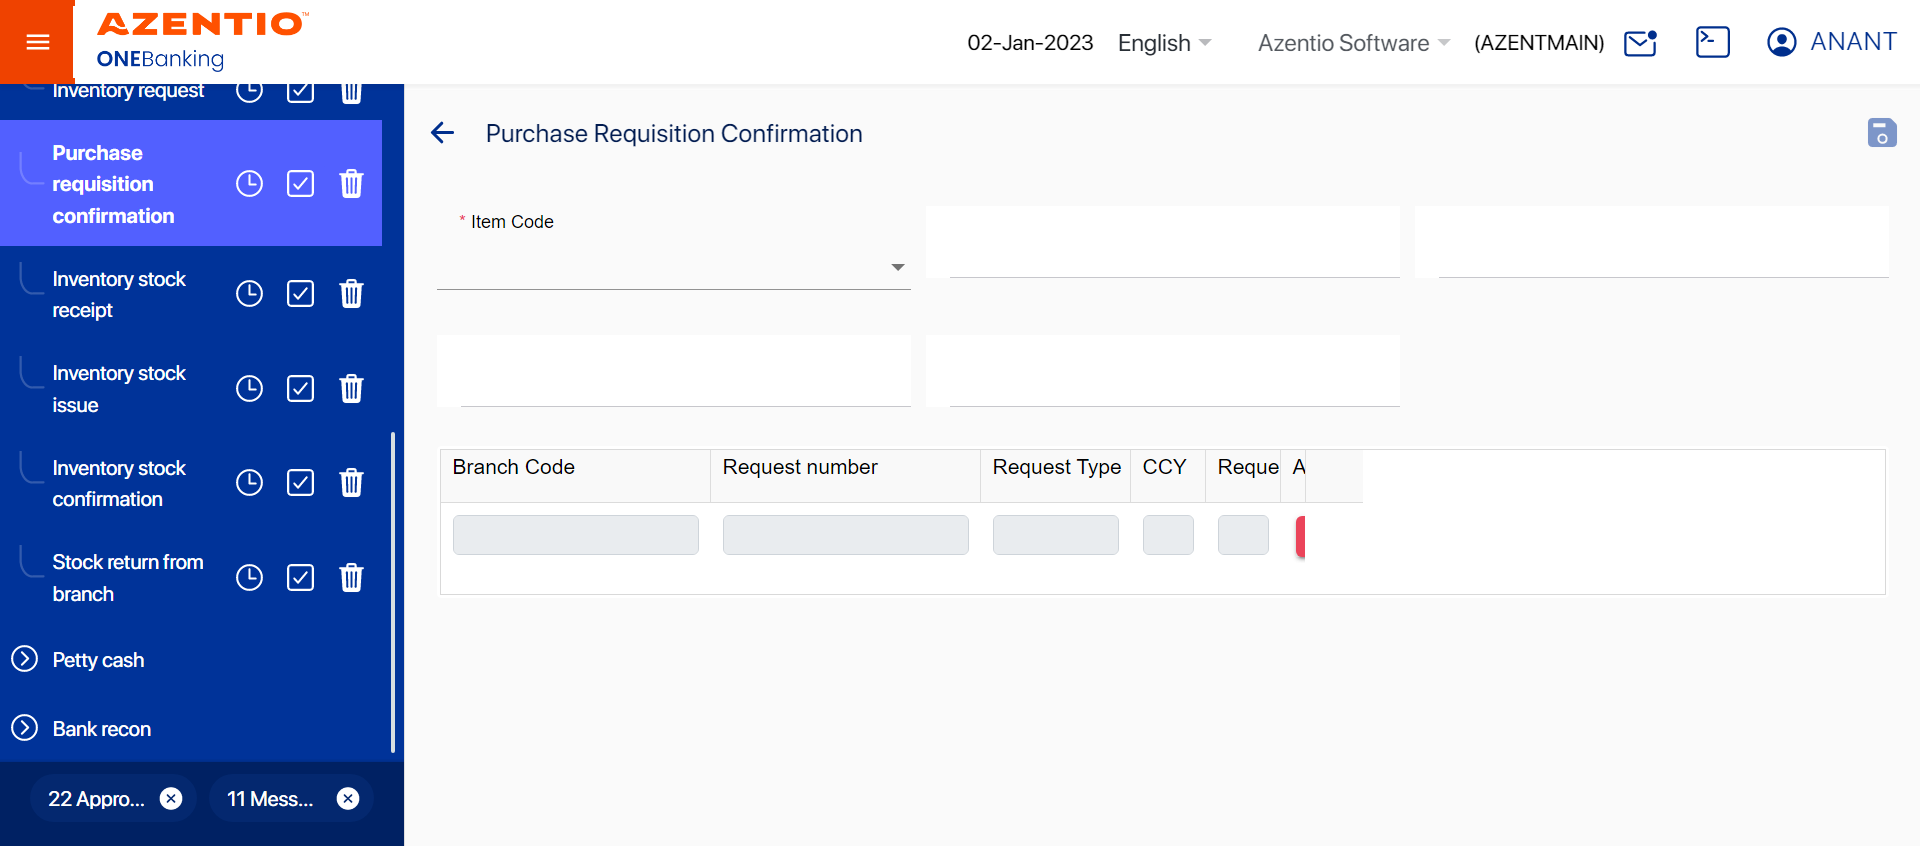 AZENTIO™
ONEBanking
02-Jan-2023
English
Azentio Software
(AZENTMAIN)
ANANT
Inventory request
Purchase
requisition
confirmation
Inventory stock
receipt
Inventory stock
issue
Inventory stock
confirmation
Stock return from
branch
Petty cash
Bank recon
22 Appro...
11 Mess...
Purchase Requisition Confirmation
* Item Code
Branch Code
Request number
Request Type
CCY
Reque
A